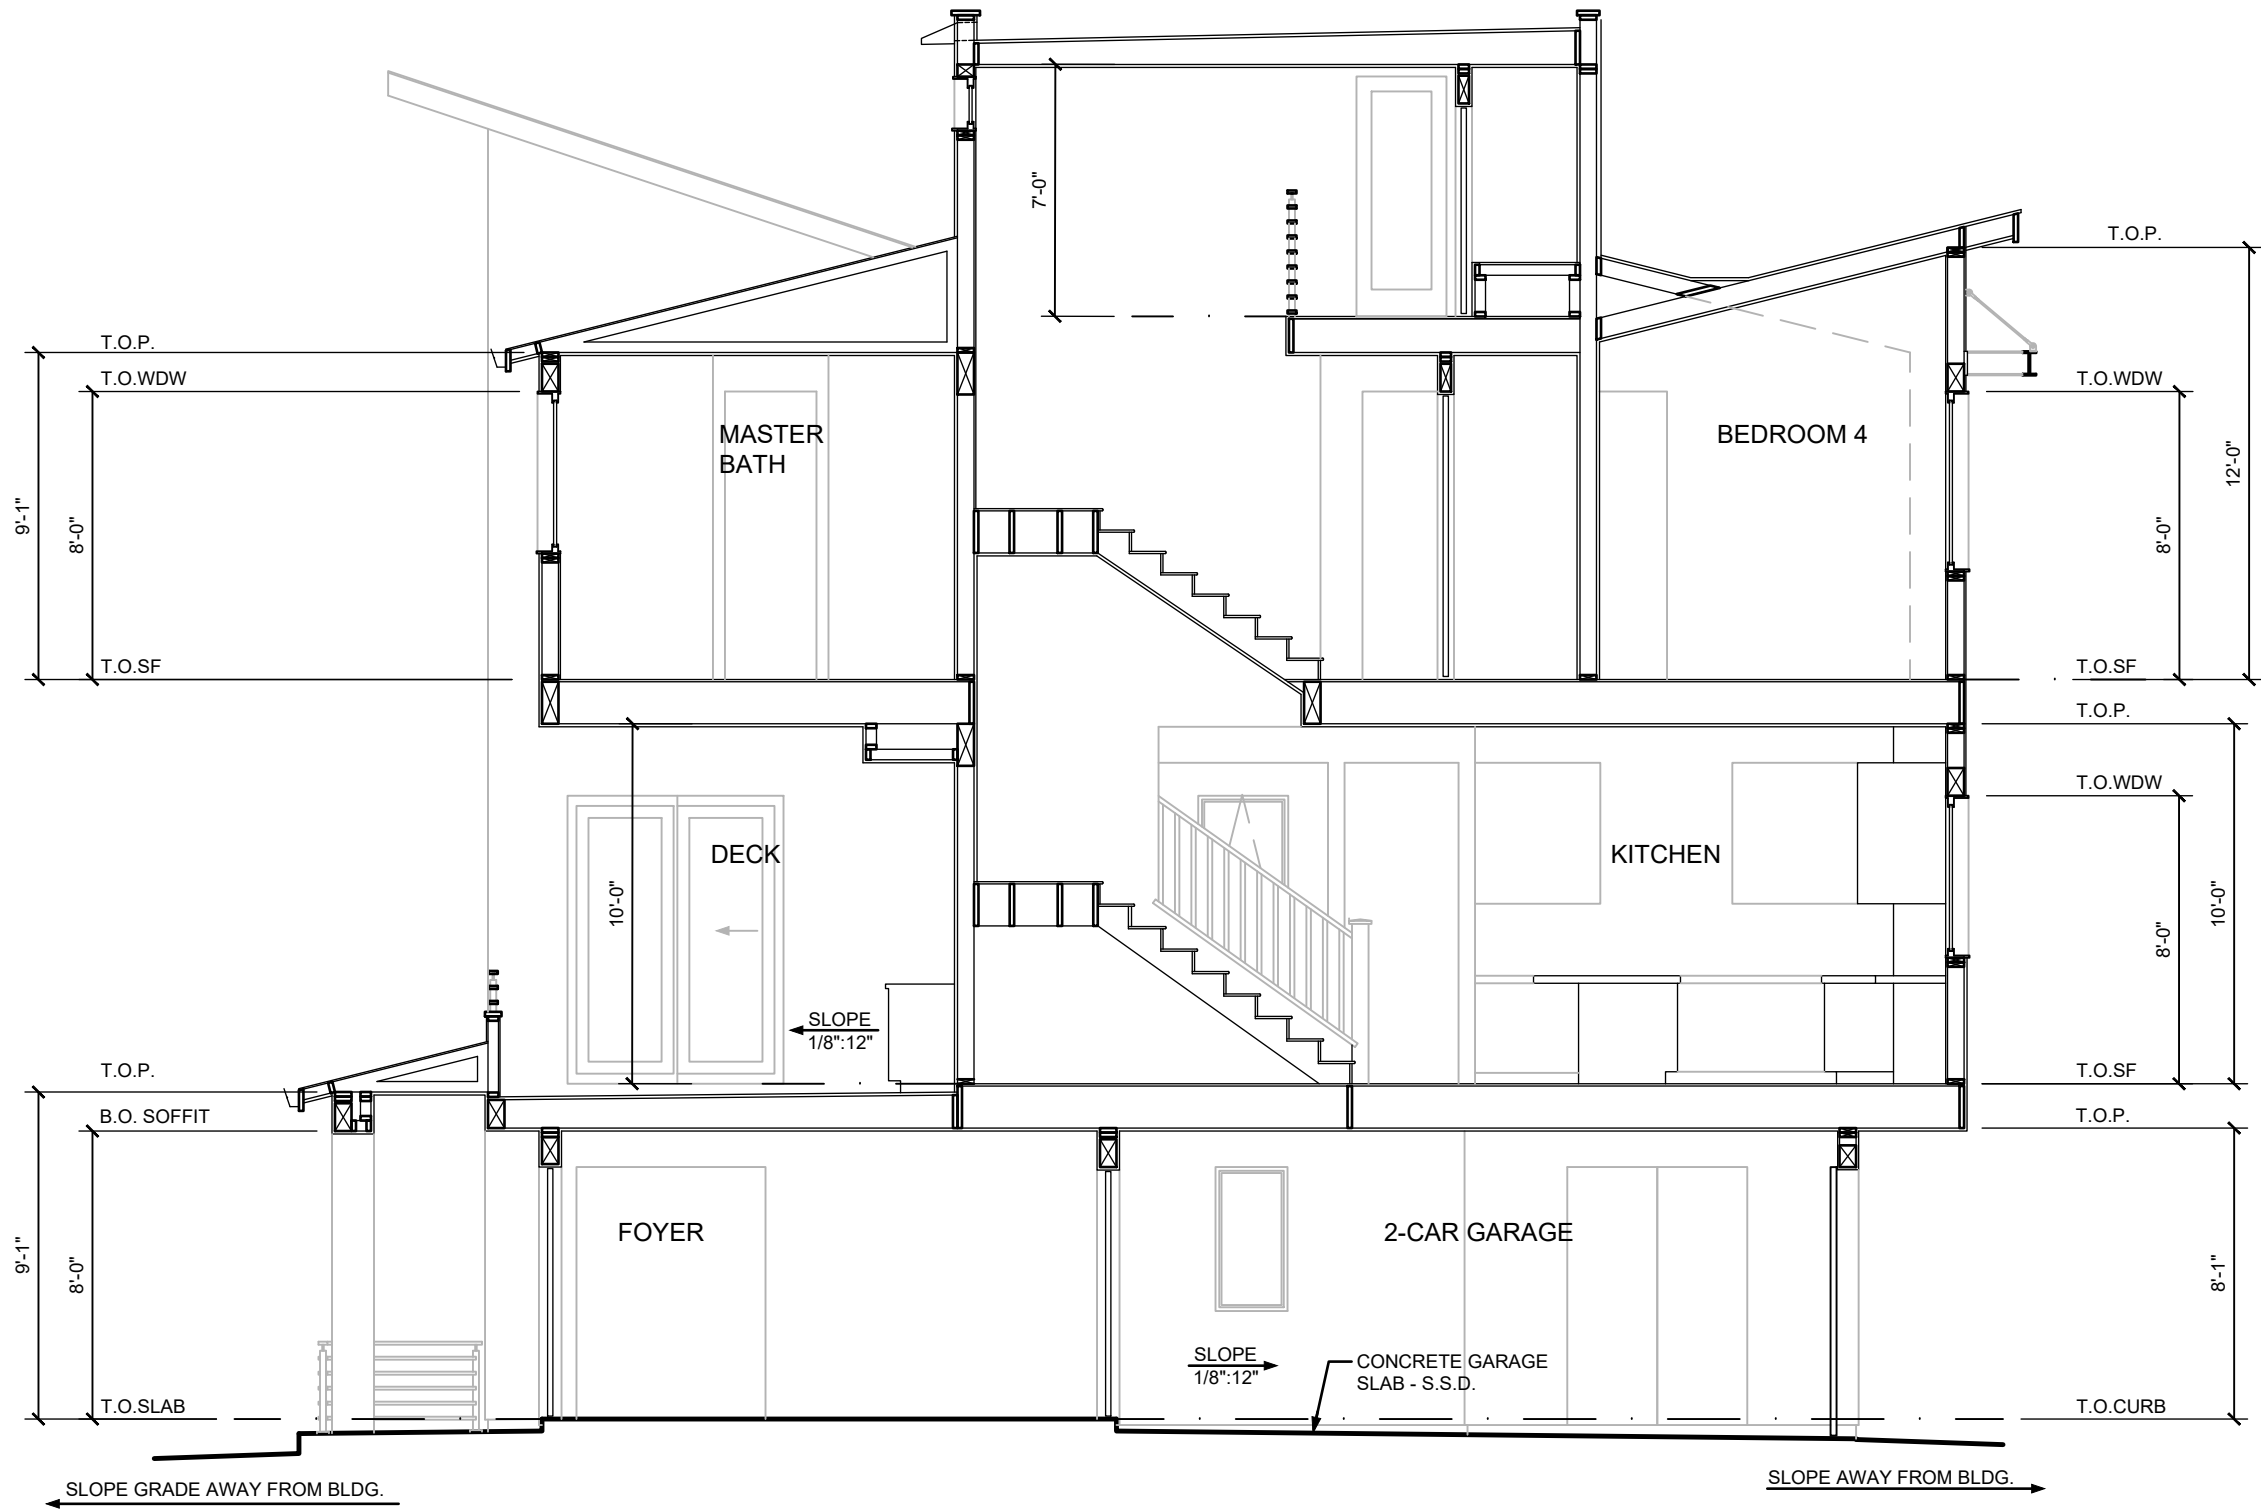 7'-0"
T.O.P.
T.O.P.
T.O.WDW
T.O.WDW
MASTER
BATH
BEDROOM 4
9'-1"
8'-0"
12'-0"
8'-0"
T.O.SF
T.O.SF
T.O.P.
T.O.WDW
DECK
KITCHEN
10'-0"
10'-0"
8'-0"
SLOPE
1/8":12"
T.O.P.
T.O.SF
B.O. SOFFIT
T.O.P.
FOYER
2-CAR GARAGE
9'-1"
8'-0"
8'-1"
SLOPE
1/8":12"
CONCRETE GARAGE
SLAB - S.S.D.
T.O.SLAB
T.O.CURB
SLOPE GRADE AWAY FROM BLDG.
SLOPE AWAY FROM BLDG.